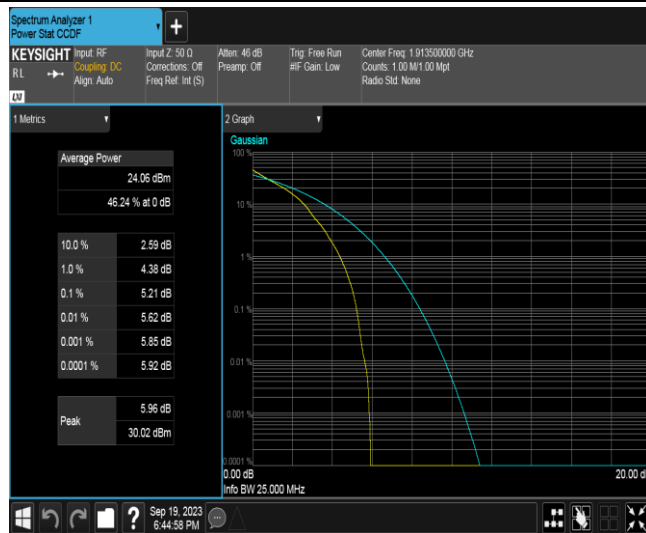 Spectrum Analyzer 1
Power Stat CCDF
+
KEYSIGHT
RL
Input: RF
Coupling: DC
Align: Auto
Input Z: 50 Ω
Corrections: Off
Freq Ref: Int (S)
Atten: 46 dB
Preamp: Off
Trig: Free Run
#IF Gain: Low
Center Freq: 1.913500000 GHz
Counts: 1.00 M/1.00 Mpt
Radio Std: None
1 Metrics
Average Power
24.06 dBm
46.24 % at 0 dB
10.0 % 2.59 dB
1.0 % 4.38 dB
0.1 % 5.21 dB
0.01 % 5.62 dB
0.001 % 5.85 dB
0.0001 % 5.92 dB
Peak
5.96 dB
30.02 dBm
2 Graph
Gaussian
100 %
10 %
1 %
0.1 %
0.01 %
0.001 %
0.0001 %
0.00 dB
20.00 d
Info BW 25.000 MHz
?
Sep 19, 2023
6:44:58 PM